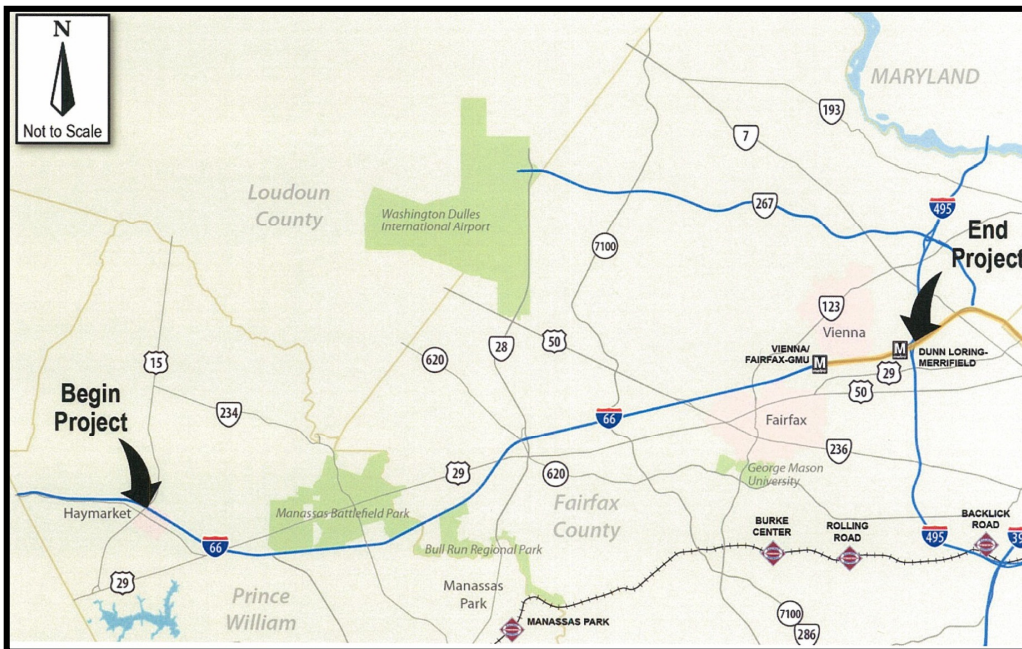 N
Not to Scale
MARYLAND
193
7
Loudoun
County
Washington Dulles
International Airport
267
495
End
Project
7100
123
Vienna
15
620
28
50
VIENNA/
FAIRFAX-GMU
M
M
DUNN LORING-
MERRIFIELD
29
50
Begin
Project
234
66
Fairfax
236
29
620
George Mason
University
Haymarket
Manassas Battlefield Park
Fairfax
County
66
Bull Run Regional Park
BURKE
CENTER
ROLLING
ROAD
BACKLICK
ROAD
495
39
29
Prince
William
Manassas
Park
MANASSAS PARK
7100
286